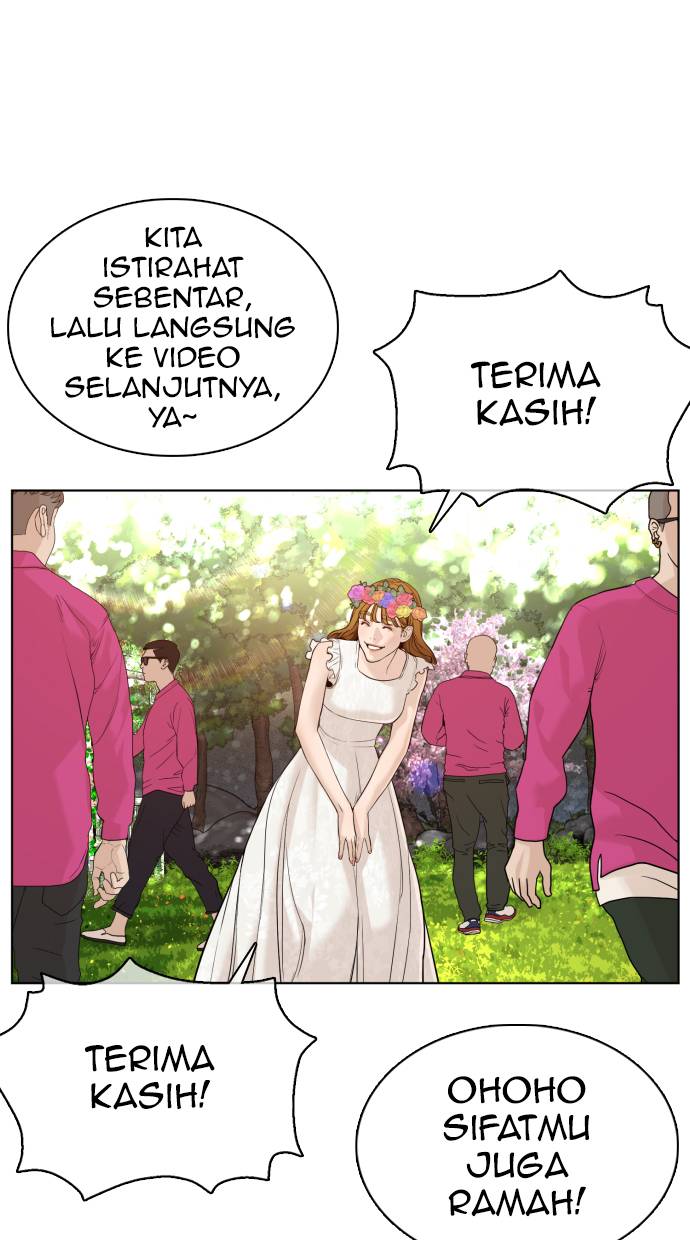 KITA
ISTIRAHAT
SEBENTAR,
LALU LANGSUNG
KE VIDEO
SELANJUTNYA,
YA~
TERIMA
KASIH!
TERIMA
KASIH!
OHOHO
SIFATMU
JUGA
RAMAH!